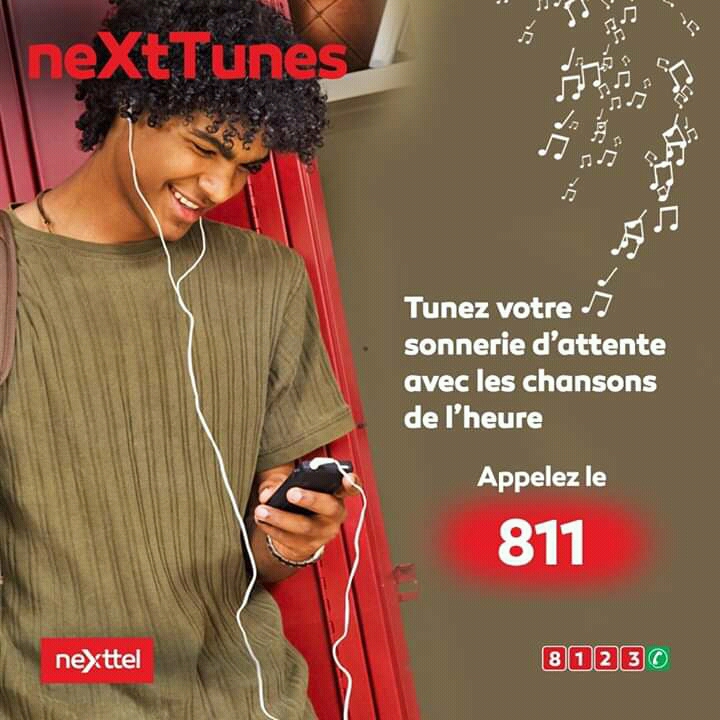 neXtTunes
Tunez votre
sonnerie d'attente
avec les chansons
de l'heure
Appelez le
811
nexttel
8123